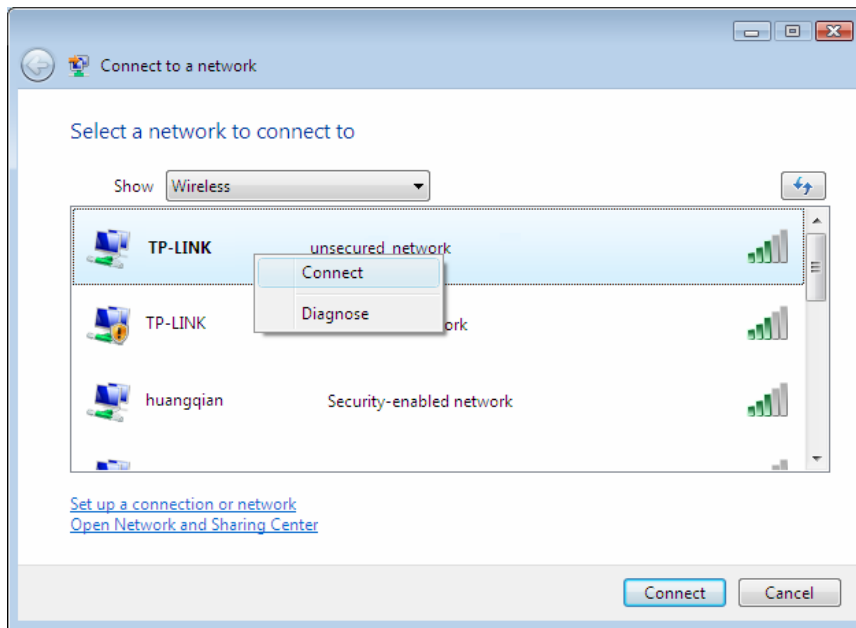 Connect to a network
Select a network to connect to
Show Wireless
TP-LINK unsecured network
Connect
Diagnose
TP-LINK ork
huangqian Security-enabled network
Set up a connection or network
Open Network and Sharing Center
Connect Cancel